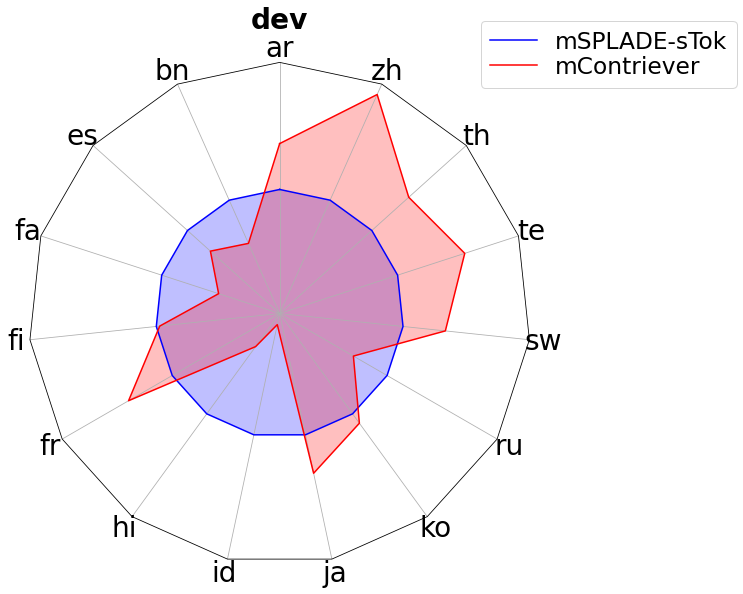 dev
ar
mSPLADE-sTok
mContriever
bn
zh
es
th
fa
te
fi
sw
fr
ru
hi
ko
id
ja